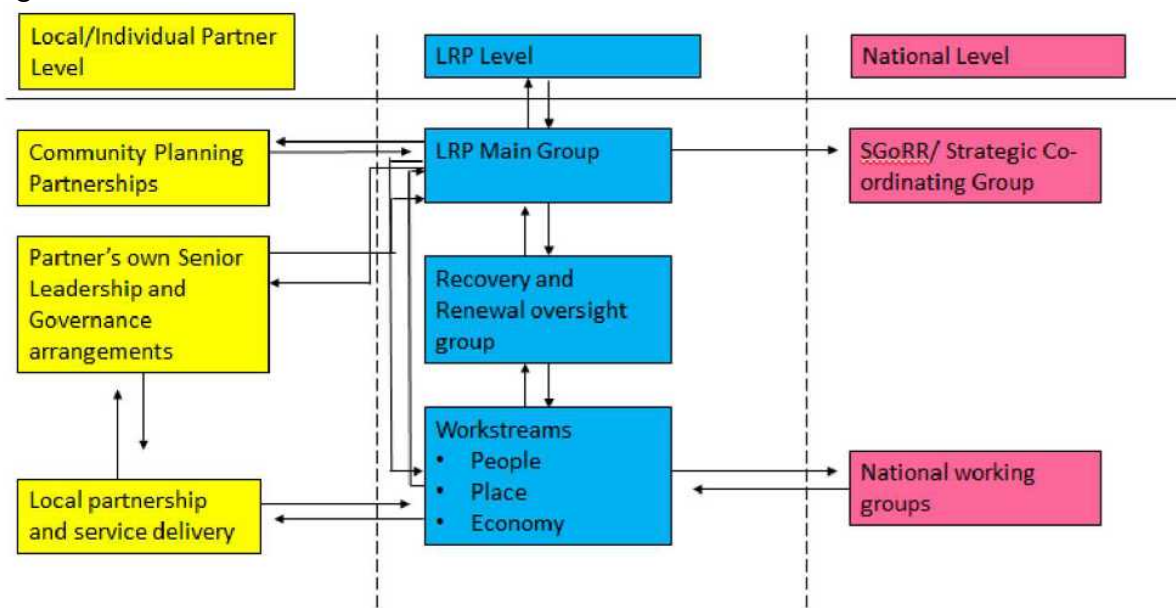 Local/Individual Partner
Level
LRP Level
National Level
Community Planning
Partnerships
LRP Main Group
SGoRR/ Strategic Co-
ordinating Group
Partner's own Senior
Leadership and
Governance
arrangements
Recovery and
Renewal oversight
group
Workstreams
• People
• Place
• Economy
Local partnership
and service delivery
National working
groups